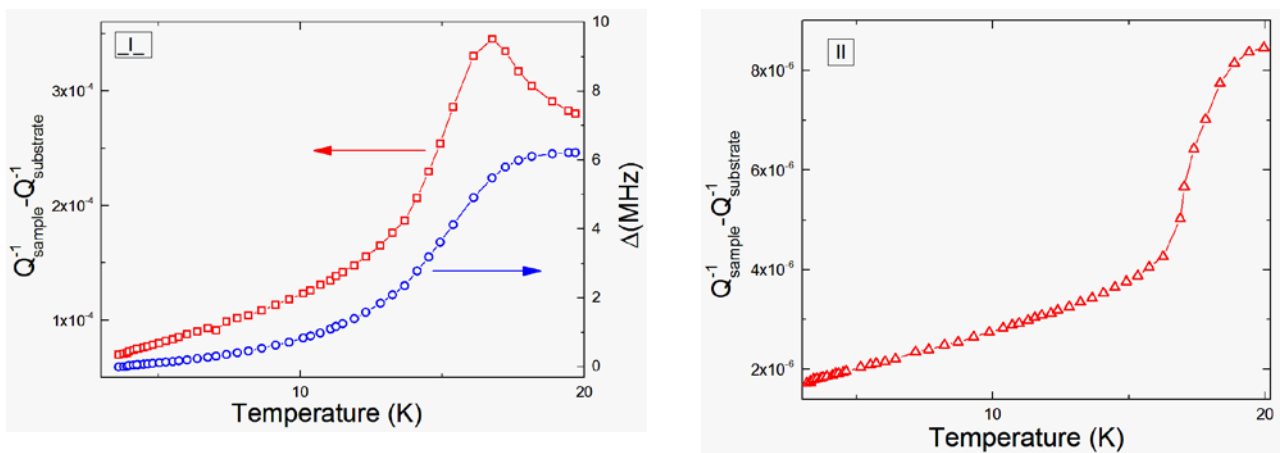 _I_
Q⁻¹sample-Q⁻¹substrate
3x10⁻⁴
2x10⁻⁴
1x10⁻⁴
10
8
6
4
2
0
Δ(MHz)
10
20
Temperature (K)
II
Q⁻¹sample-Q⁻¹substrate
8x10⁻⁶
6x10⁻⁶
4x10⁻⁶
2x10⁻⁶
10
20
Temperature (K)